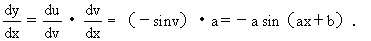 dy/dx = du/dv · dv/dx = (－sinv) · a = － a sin (ax+b) .